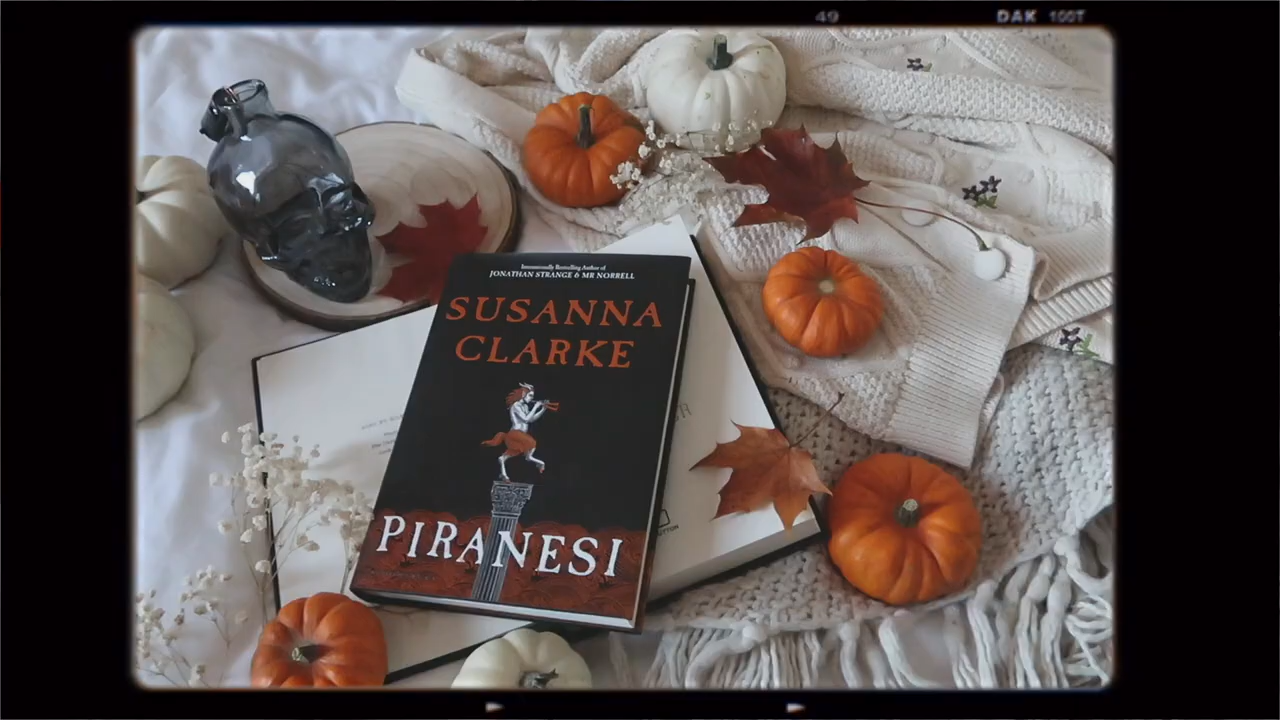 49
DAK 100T
Internationally Bestselling Author of
JONATHAN STRANGE & MR NORRELL
SUSANNA
CLARKE
PIRANESI